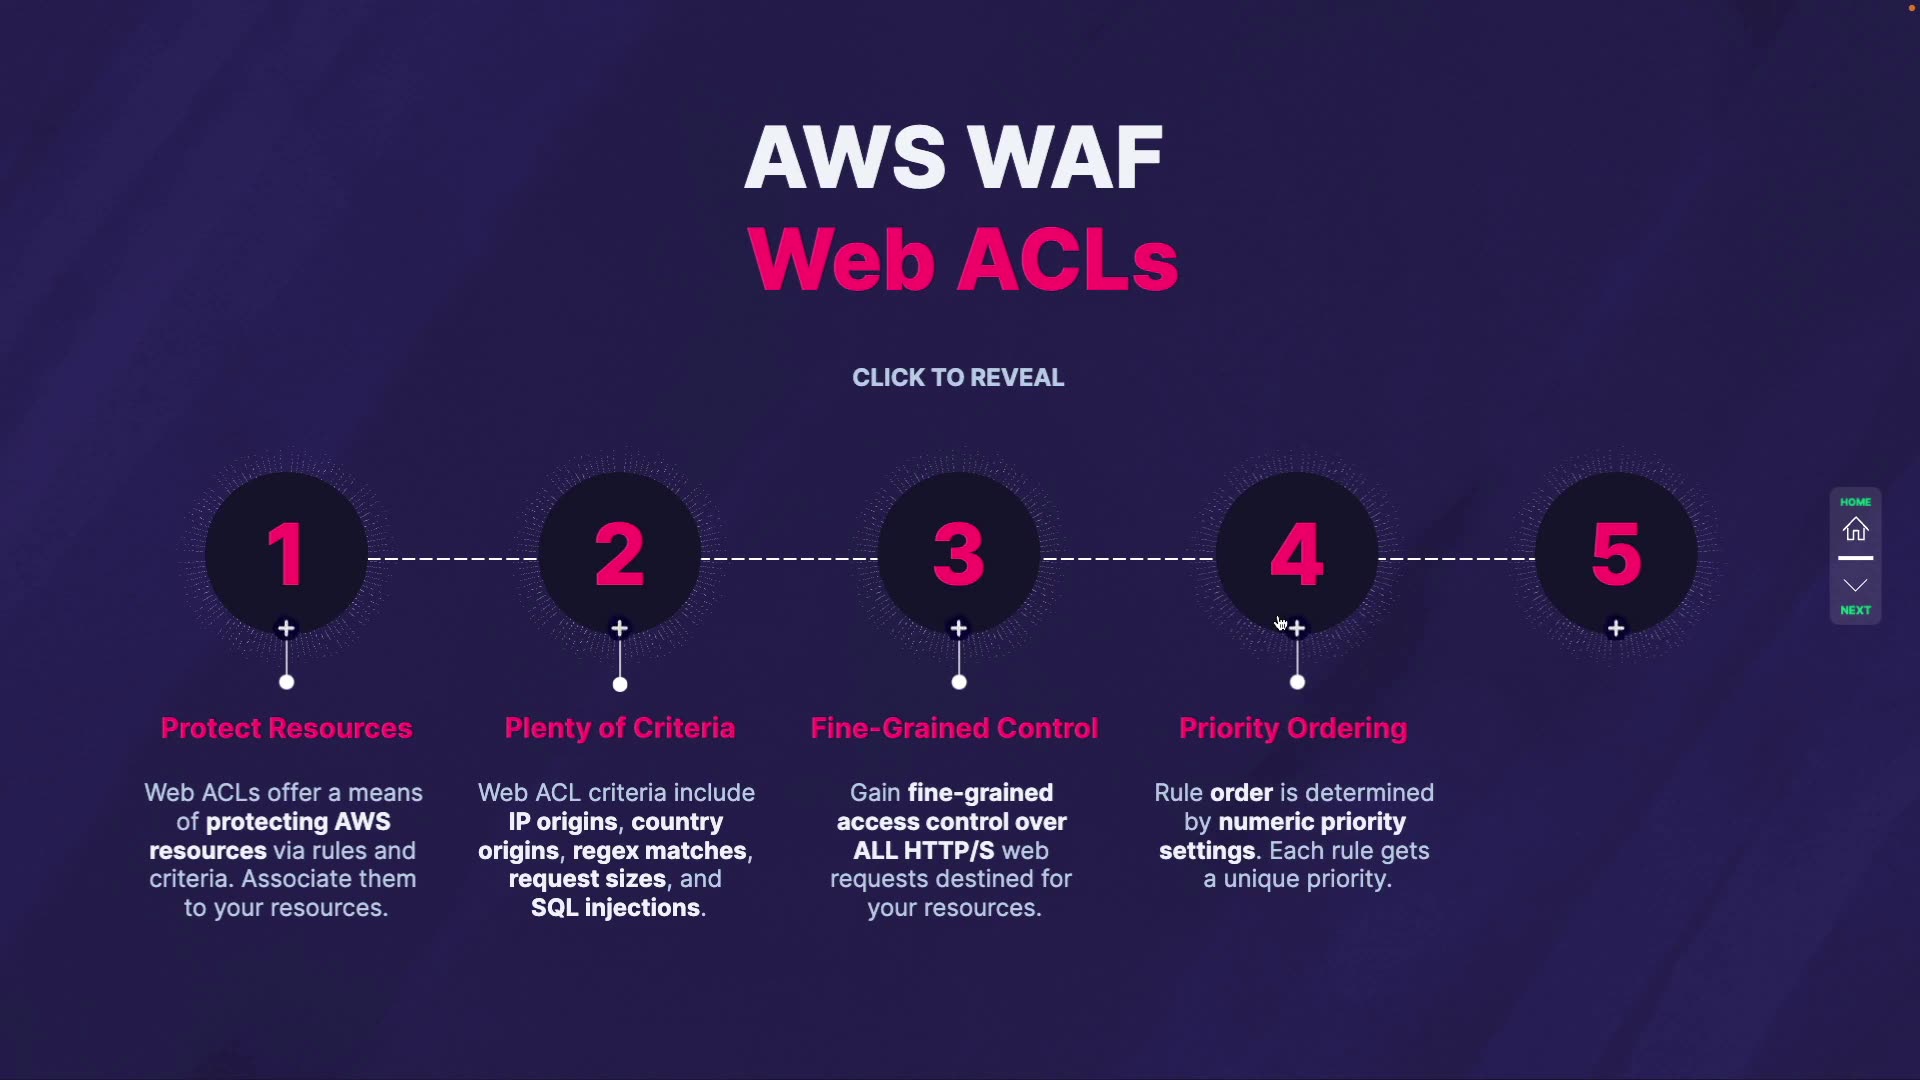 AWS WAF
Web ACLs
CLICK TO REVEAL
1
2
3
4
5
HOME
NEXT
Protect Resources
Web ACLs offer a means
of protecting AWS
resources via rules and
criteria. Associate them
to your resources.
Plenty of Criteria
Web ACL criteria include
IP origins, country
origins, regex matches,
request sizes, and
SQL injections.
Fine-Grained Control
Gain fine-grained
access control over
ALL HTTP/S web
requests destined for
your resources.
Priority Ordering
Rule order is determined
by numeric priority
settings. Each rule gets
a unique priority.